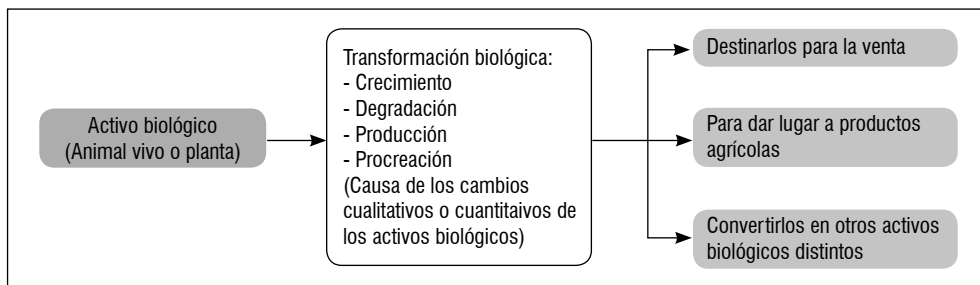 Activo biológico
(Animal vivo o planta)
Transformación biológica:
- Crecimiento
- Degradación
- Producción
- Procreación
(Causa de los cambios
cualitativos o cuantitaivos de
los activos biológicos)
Destinarlos para la venta
Para dar lugar a productos
agrícolas
Convertirlos en otros activos
biológicos distintos